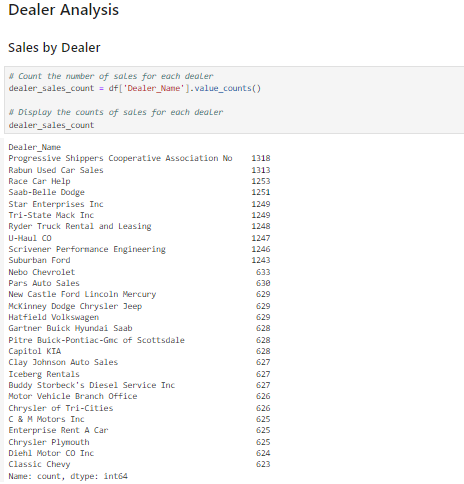 Dealer Analysis
Sales by Dealer
# Count the number of sales for each dealer
dealer_sales_count = df['Dealer_Name'].value_counts()
# Display the counts of sales for each dealer
dealer_sales_count
Dealer_Name
Progressive Shippers Cooperative Association No 1318
Rabun Used Car Sales 1313
Race Car Help 1253
Saab-Belle Dodge 1251
Star Enterprises Inc 1249
Tri-State Mack Inc 1249
Ryder Truck Rental and Leasing 1248
U-Haul CO 1247
Scrivener Performance Engineering 1246
Suburban Ford 1243
Nebo Chevrolet 633
Pars Auto Sales 630
New Castle Ford Lincoln Mercury 629
McKinney Dodge Chrysler Jeep 629
Hatfield Volkswagen 629
Gartner Buick Hyundai Saab 628
Pitre Buick-Pontiac-Gmc of Scottsdale 628
Capitol KIA 628
Clay Johnson Auto Sales 627
Iceberg Rentals 627
Buddy Storbeck's Diesel Service Inc 627
Motor Vehicle Branch Office 626
Chrysler of Tri-Cities 626
C & M Motors Inc 625
Enterprise Rent A Car 625
Chrysler Plymouth 625
Diehl Motor CO Inc 624
Classic Chevy 623
Name: count, dtype: int64